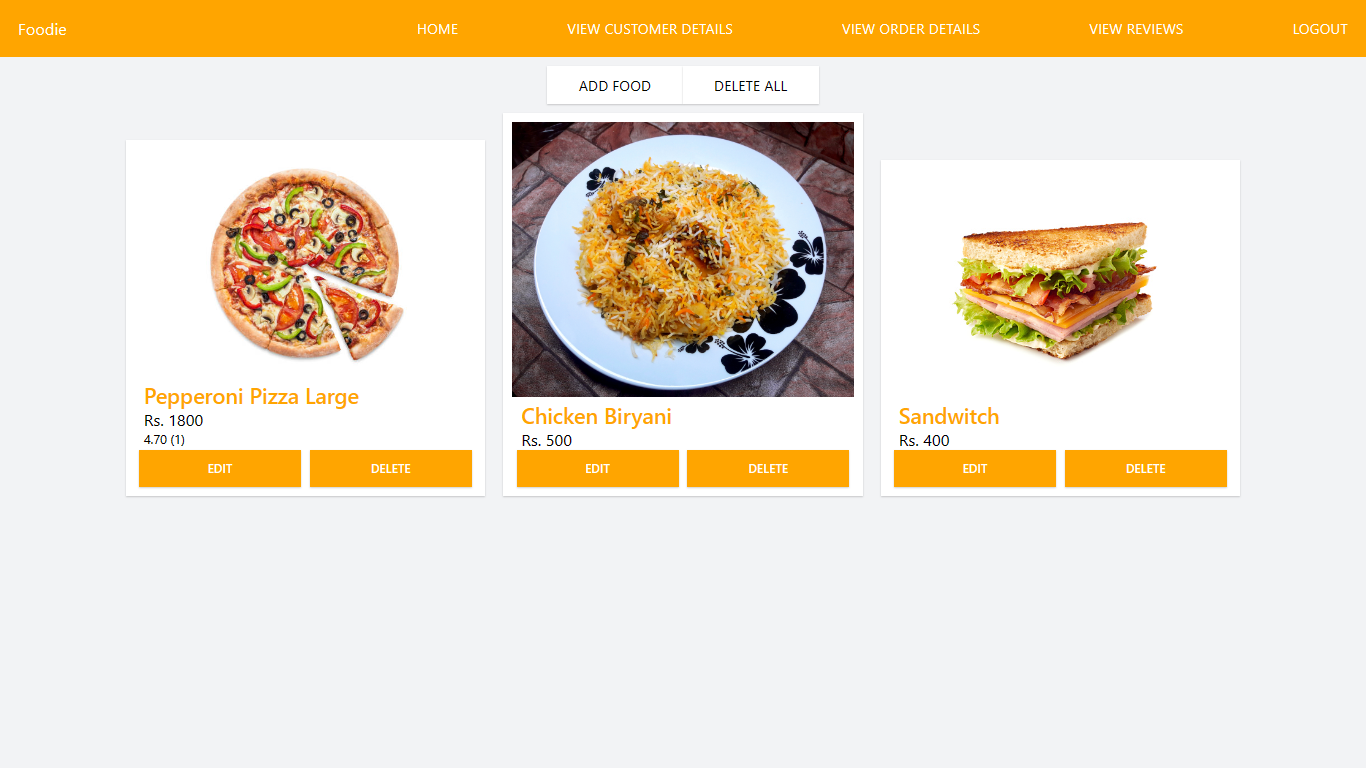 Foodie HOME VIEW CUSTOMER DETAILS VIEW ORDER DETAILS VIEW REVIEWS LOGOUT
ADD FOOD DELETE ALL
Pepperoni Pizza Large
Rs. 1800
4.70 (1)
EDIT DELETE
Chicken Biryani
Rs. 500
EDIT DELETE
Sandwitch
Rs. 400
EDIT DELETE